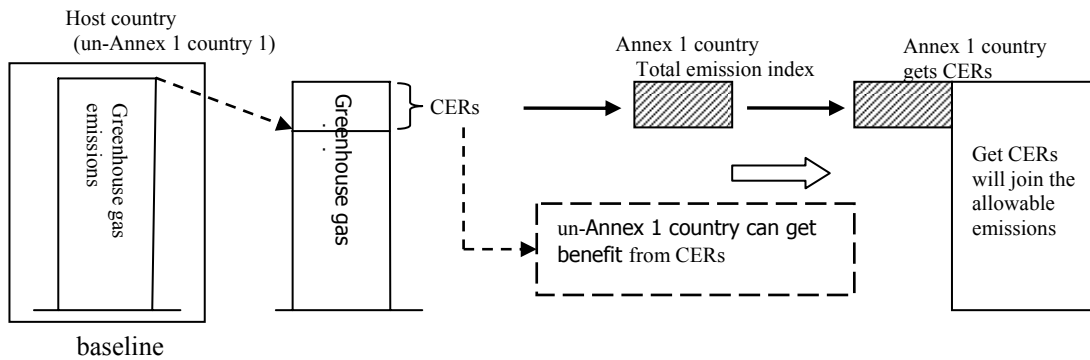 Host country
(un-Annex 1 country 1)
Greenhouse gas
emissions
baseline
Greenhouse gas
CERs
Annex 1 country
Total emission index
Annex 1 country
gets CERs
un-Annex 1 country can get
benefit from CERs
Get CERs
will join the
allowable
emissions